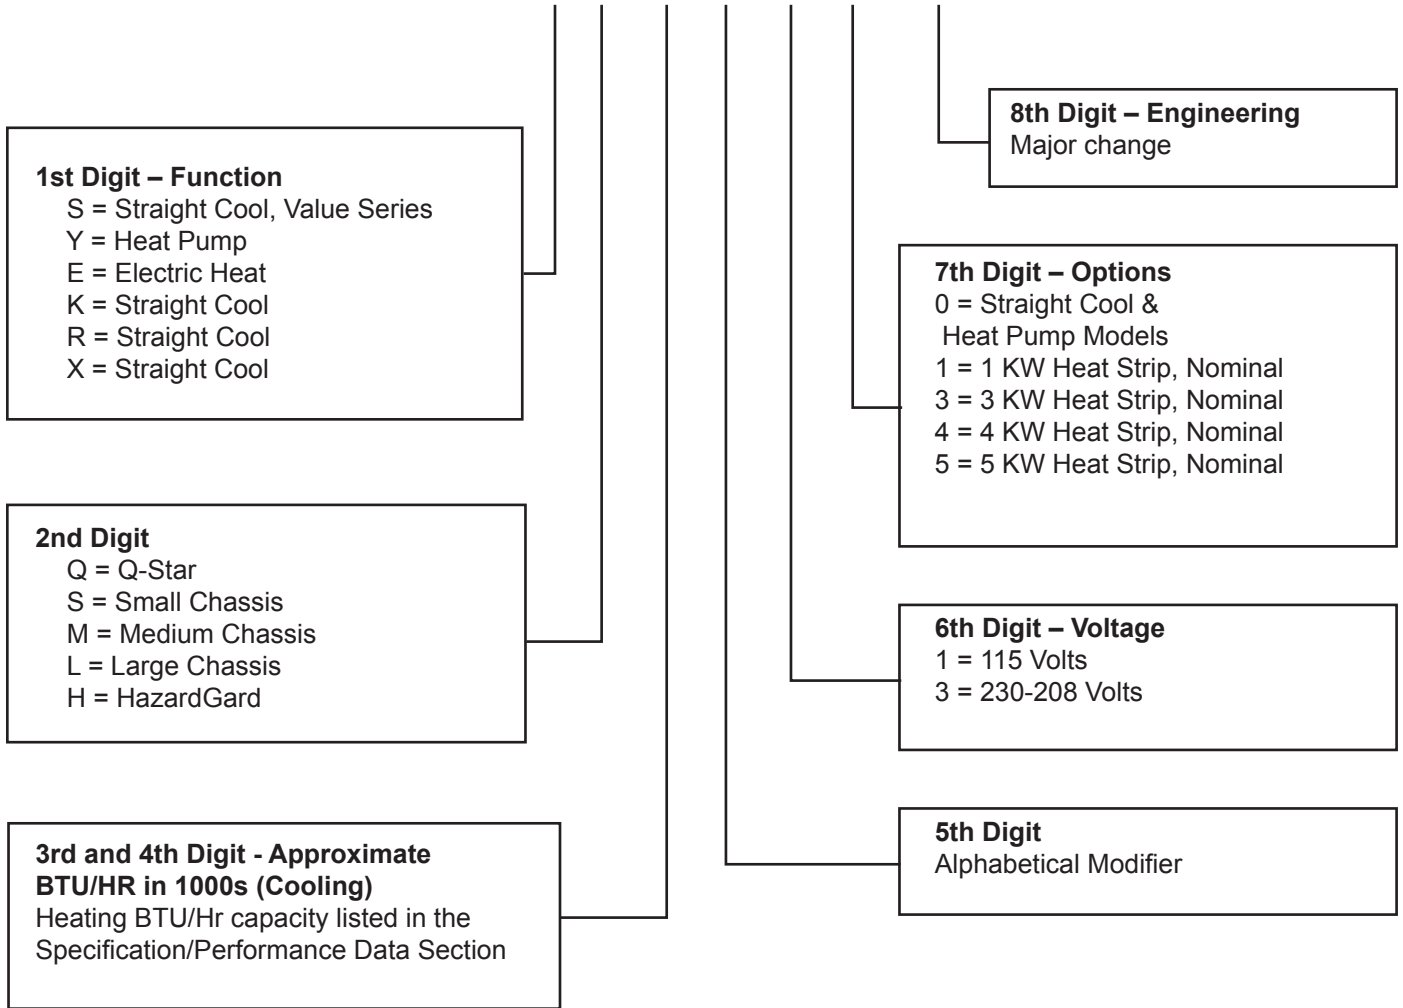 1st Digit – Function
S = Straight Cool, Value Series
Y = Heat Pump
E = Electric Heat
K = Straight Cool
R = Straight Cool
X = Straight Cool
2nd Digit
Q = Q-Star
S = Small Chassis
M = Medium Chassis
L = Large Chassis
H = HazardGard
3rd and 4th Digit - Approximate
BTU/HR in 1000s (Cooling)
Heating BTU/Hr capacity listed in the
Specification/Performance Data Section
8th Digit – Engineering
Major change
7th Digit – Options
0 = Straight Cool &
Heat Pump Models
1 = 1 KW Heat Strip, Nominal
3 = 3 KW Heat Strip, Nominal
4 = 4 KW Heat Strip, Nominal
5 = 5 KW Heat Strip, Nominal
6th Digit – Voltage
1 = 115 Volts
3 = 230-208 Volts
5th Digit
Alphabetical Modifier